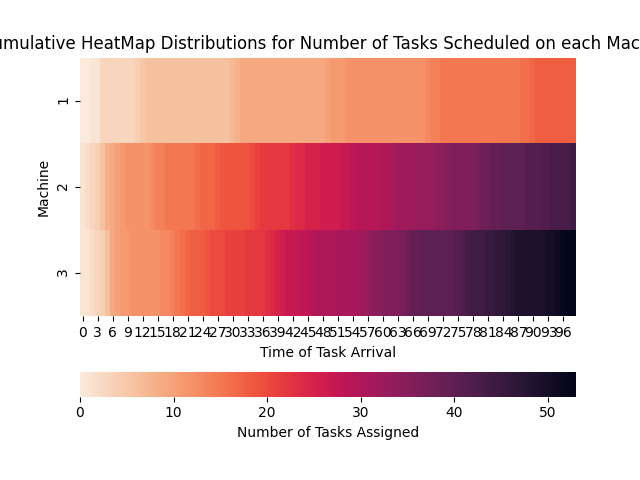 umulative HeatMap Distributions for Number of Tasks Scheduled on each Mac
Machine
1
2
3
0 3 6 9 12 15 18 21 24 27 30 33 36 39 42 45 48 51 54 57 60 63 66 69 72 75 78 81 84 87 90 93 96
Time of Task Arrival
0 10 20 30 40 50
Number of Tasks Assigned